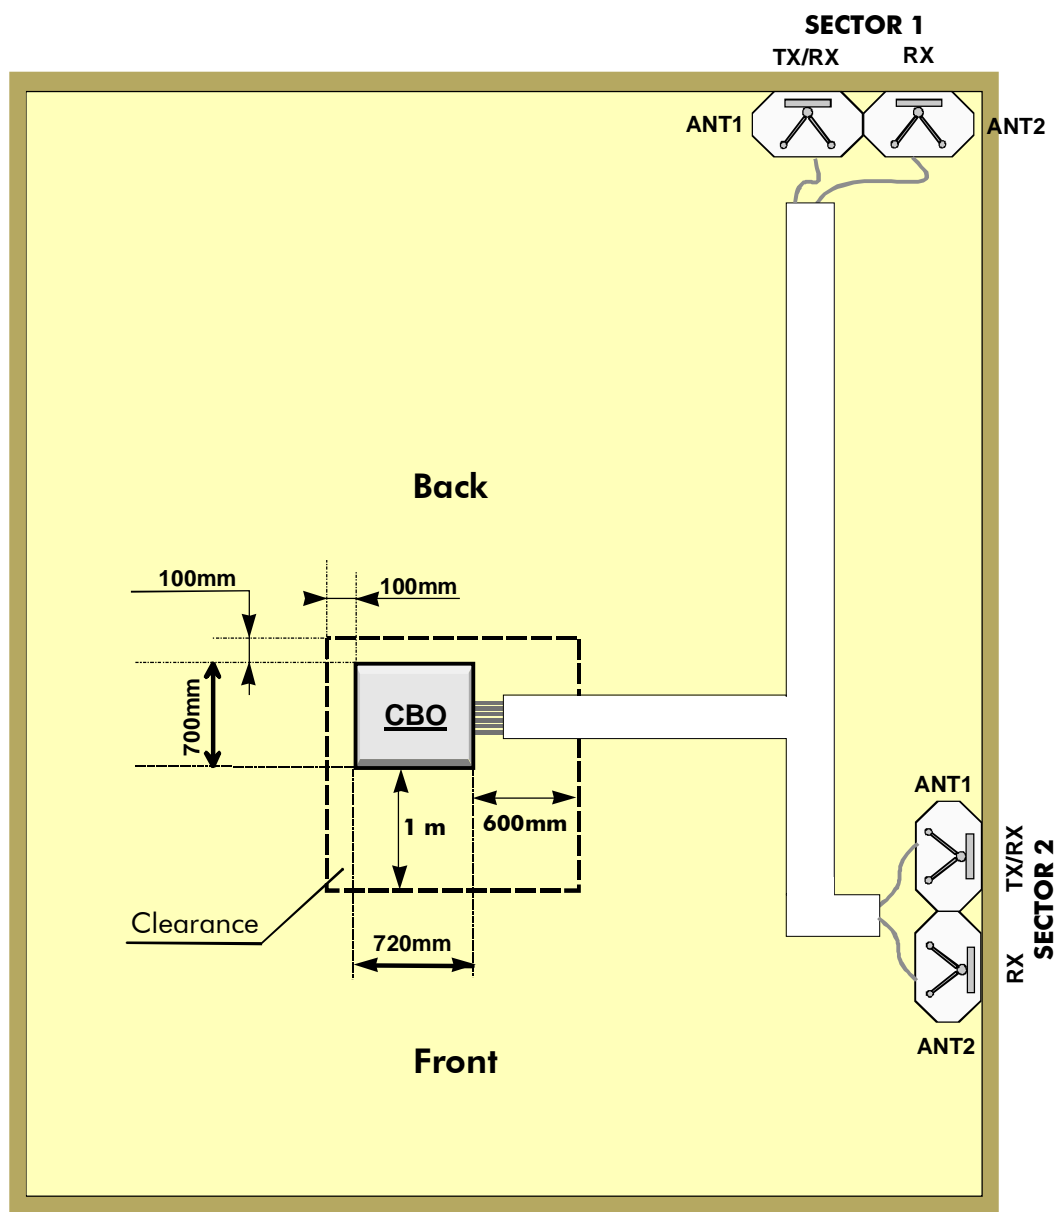 SECTOR 1
TX/RX
RX
ANT1
ANT2
Back
100mm
100mm
700mm
CBO
1 m
600mm
Clearance
720mm
ANT1
TX/RX
SECTOR 2
RX
ANT2
Front